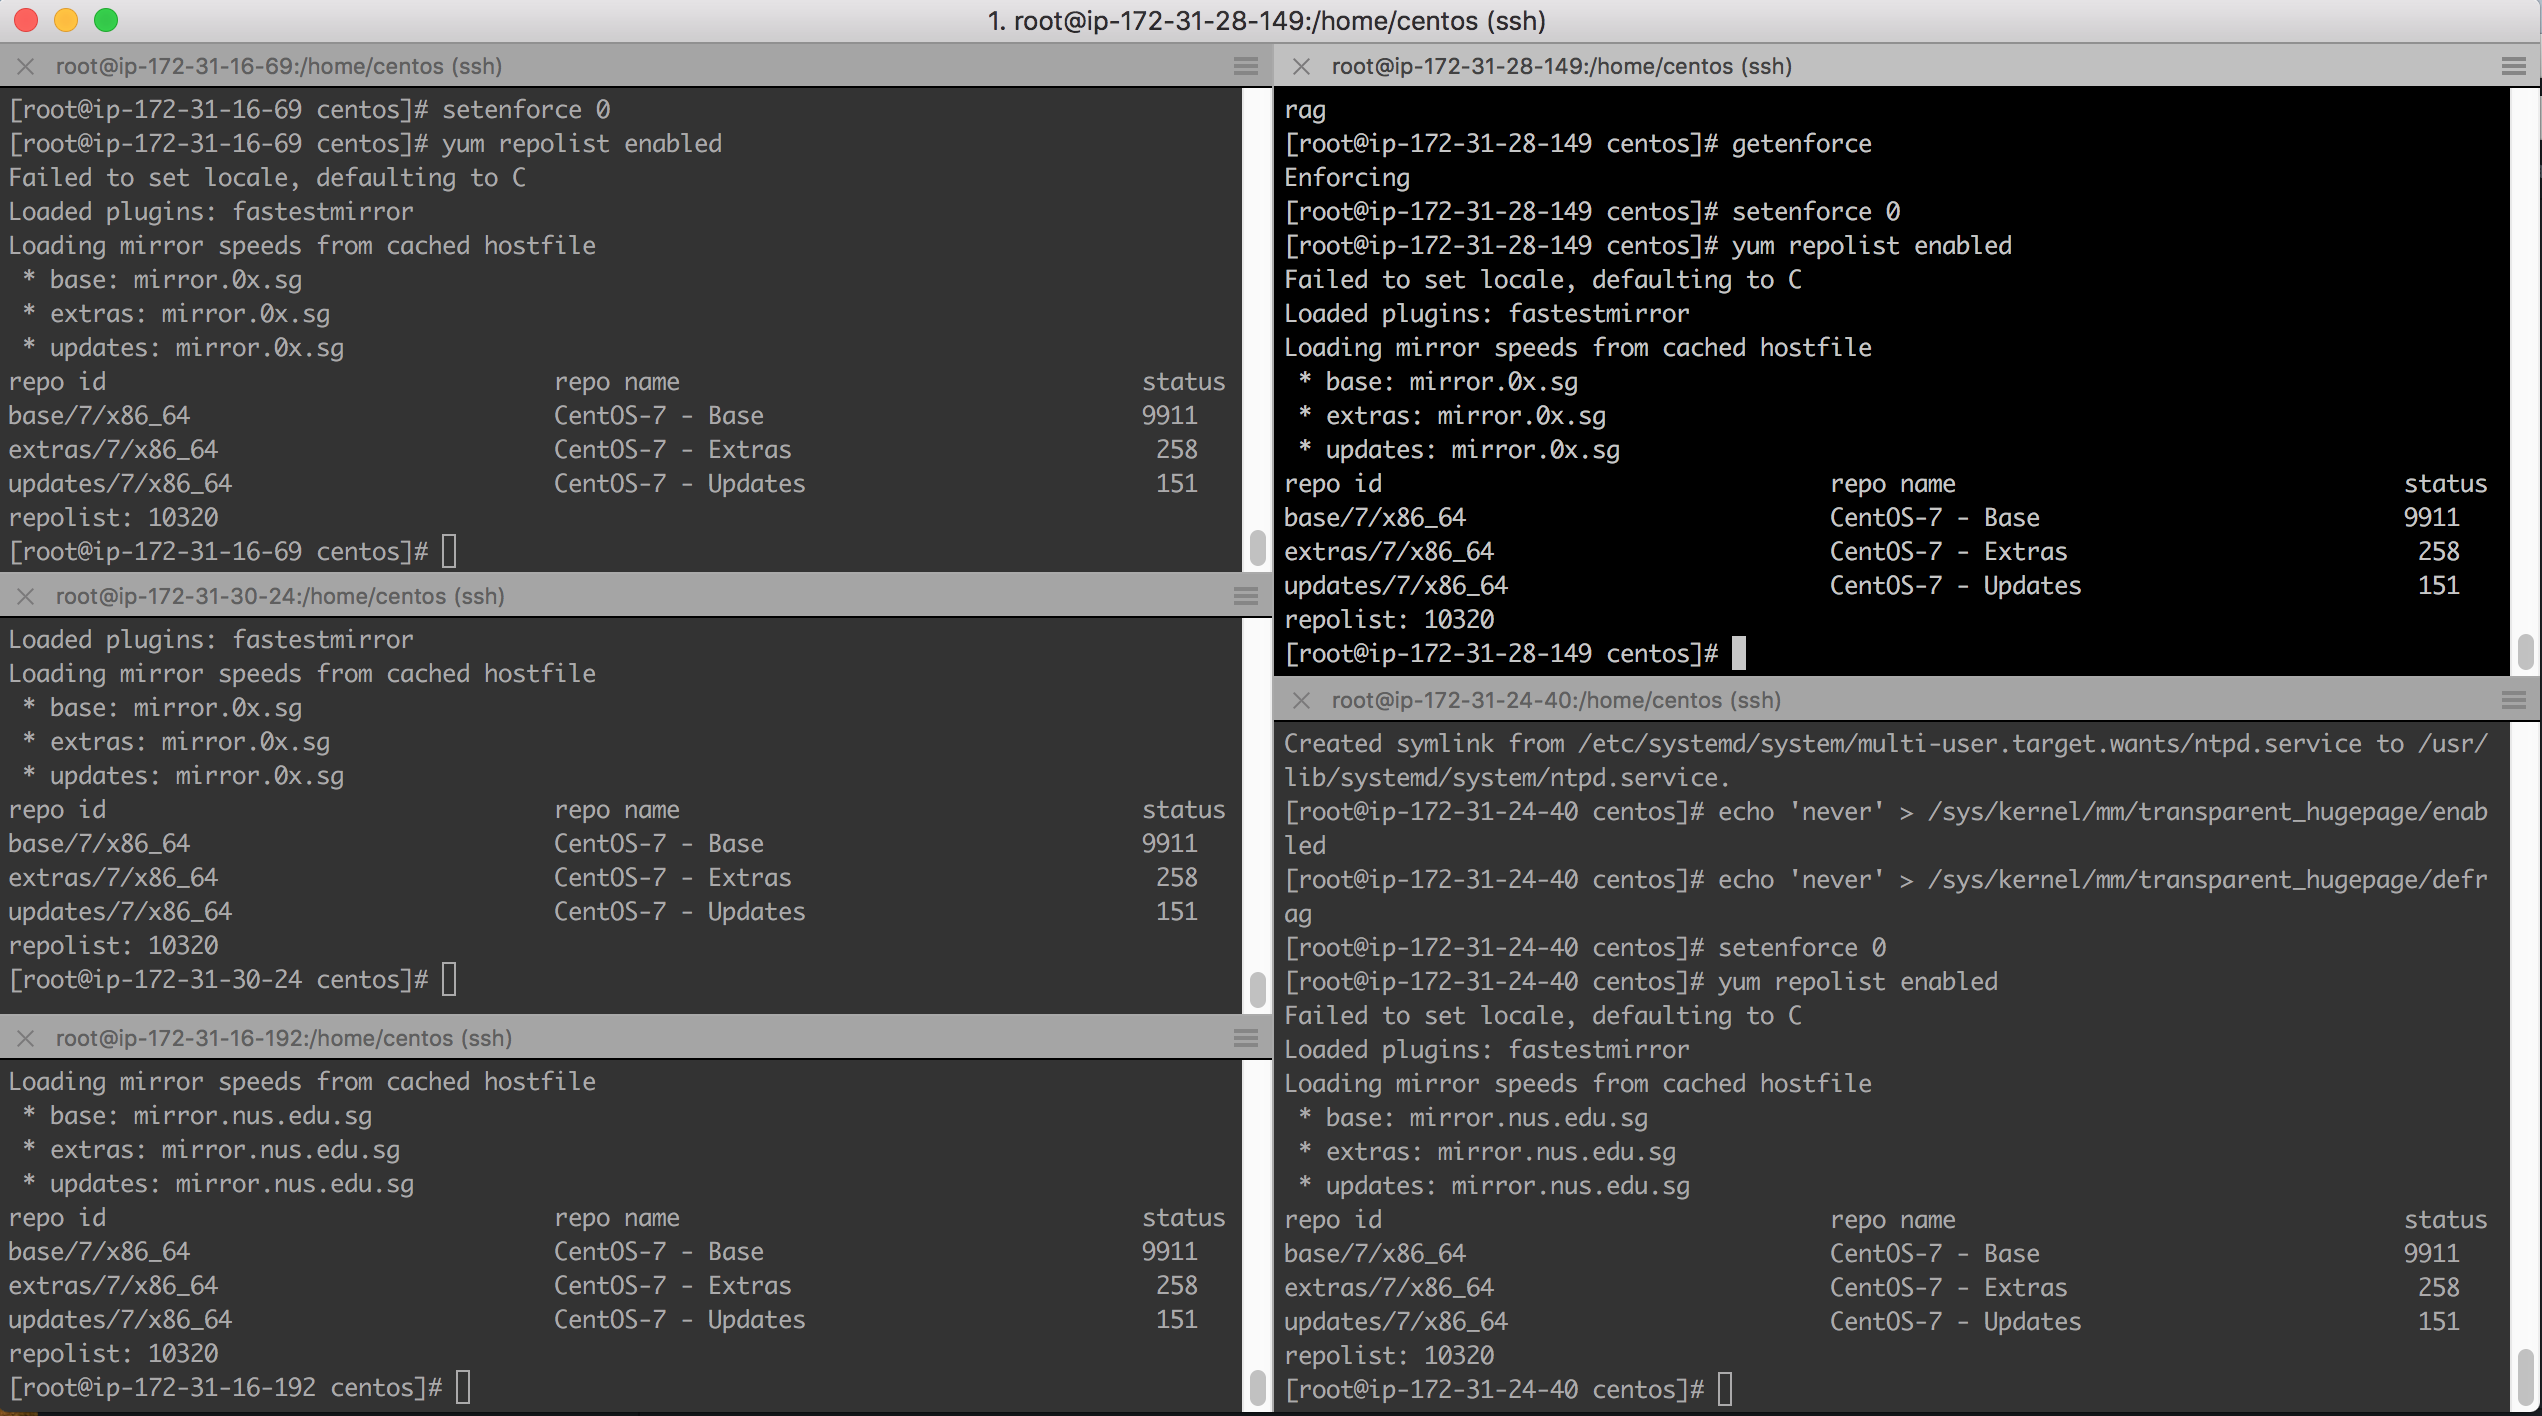 1. root@ip-172-31-28-149:/home/centos (ssh)
root@ip-172-31-16-69:/home/centos (ssh)
[root@ip-172-31-16-69 centos]# setenforce 0
[root@ip-172-31-16-69 centos]# yum repolist enabled
Failed to set locale, defaulting to C
Loaded plugins: fastestmirror
Loading mirror speeds from cached hostfile
 * base: mirror.0x.sg
 * extras: mirror.0x.sg
 * updates: mirror.0x.sg
repo id repo name status
base/7/x86_64 CentOS-7 - Base 9911
extras/7/x86_64 CentOS-7 - Extras 258
updates/7/x86_64 CentOS-7 - Updates 151
repolist: 10320
[root@ip-172-31-16-69 centos]#
root@ip-172-31-30-24:/home/centos (ssh)
Loaded plugins: fastestmirror
Loading mirror speeds from cached hostfile
 * base: mirror.0x.sg
 * extras: mirror.0x.sg
 * updates: mirror.0x.sg
repo id repo name status
base/7/x86_64 CentOS-7 - Base 9911
extras/7/x86_64 CentOS-7 - Extras 258
updates/7/x86_64 CentOS-7 - Updates 151
repolist: 10320
[root@ip-172-31-30-24 centos]#
root@ip-172-31-16-192:/home/centos (ssh)
Loading mirror speeds from cached hostfile
 * base: mirror.nus.edu.sg
 * extras: mirror.nus.edu.sg
 * updates: mirror.nus.edu.sg
repo id repo name status
base/7/x86_64 CentOS-7 - Base 9911
extras/7/x86_64 CentOS-7 - Extras 258
updates/7/x86_64 CentOS-7 - Updates 151
repolist: 10320
[root@ip-172-31-16-192 centos]#
root@ip-172-31-28-149:/home/centos (ssh)
rag
[root@ip-172-31-28-149 centos]# getenforce
Enforcing
[root@ip-172-31-28-149 centos]# setenforce 0
[root@ip-172-31-28-149 centos]# yum repolist enabled
Failed to set locale, defaulting to C
Loaded plugins: fastestmirror
Loading mirror speeds from cached hostfile
 * base: mirror.0x.sg
 * extras: mirror.0x.sg
 * updates: mirror.0x.sg
repo id repo name status
base/7/x86_64 CentOS-7 - Base 9911
extras/7/x86_64 CentOS-7 - Extras 258
updates/7/x86_64 CentOS-7 - Updates 151
repolist: 10320
[root@ip-172-31-28-149 centos]#
root@ip-172-31-24-40:/home/centos (ssh)
Created symlink from /etc/systemd/system/multi-user.target.wants/ntpd.service to /usr/
lib/systemd/system/ntpd.service.
[root@ip-172-31-24-40 centos]# echo 'never' > /sys/kernel/mm/transparent_hugepage/enab
led
[root@ip-172-31-24-40 centos]# echo 'never' > /sys/kernel/mm/transparent_hugepage/defr
ag
[root@ip-172-31-24-40 centos]# setenforce 0
[root@ip-172-31-24-40 centos]# yum repolist enabled
Failed to set locale, defaulting to C
Loaded plugins: fastestmirror
Loading mirror speeds from cached hostfile
 * base: mirror.nus.edu.sg
 * extras: mirror.nus.edu.sg
 * updates: mirror.nus.edu.sg
repo id repo name status
base/7/x86_64 CentOS-7 - Base 9911
extras/7/x86_64 CentOS-7 - Extras 258
updates/7/x86_64 CentOS-7 - Updates 151
repolist: 10320
[root@ip-172-31-24-40 centos]#